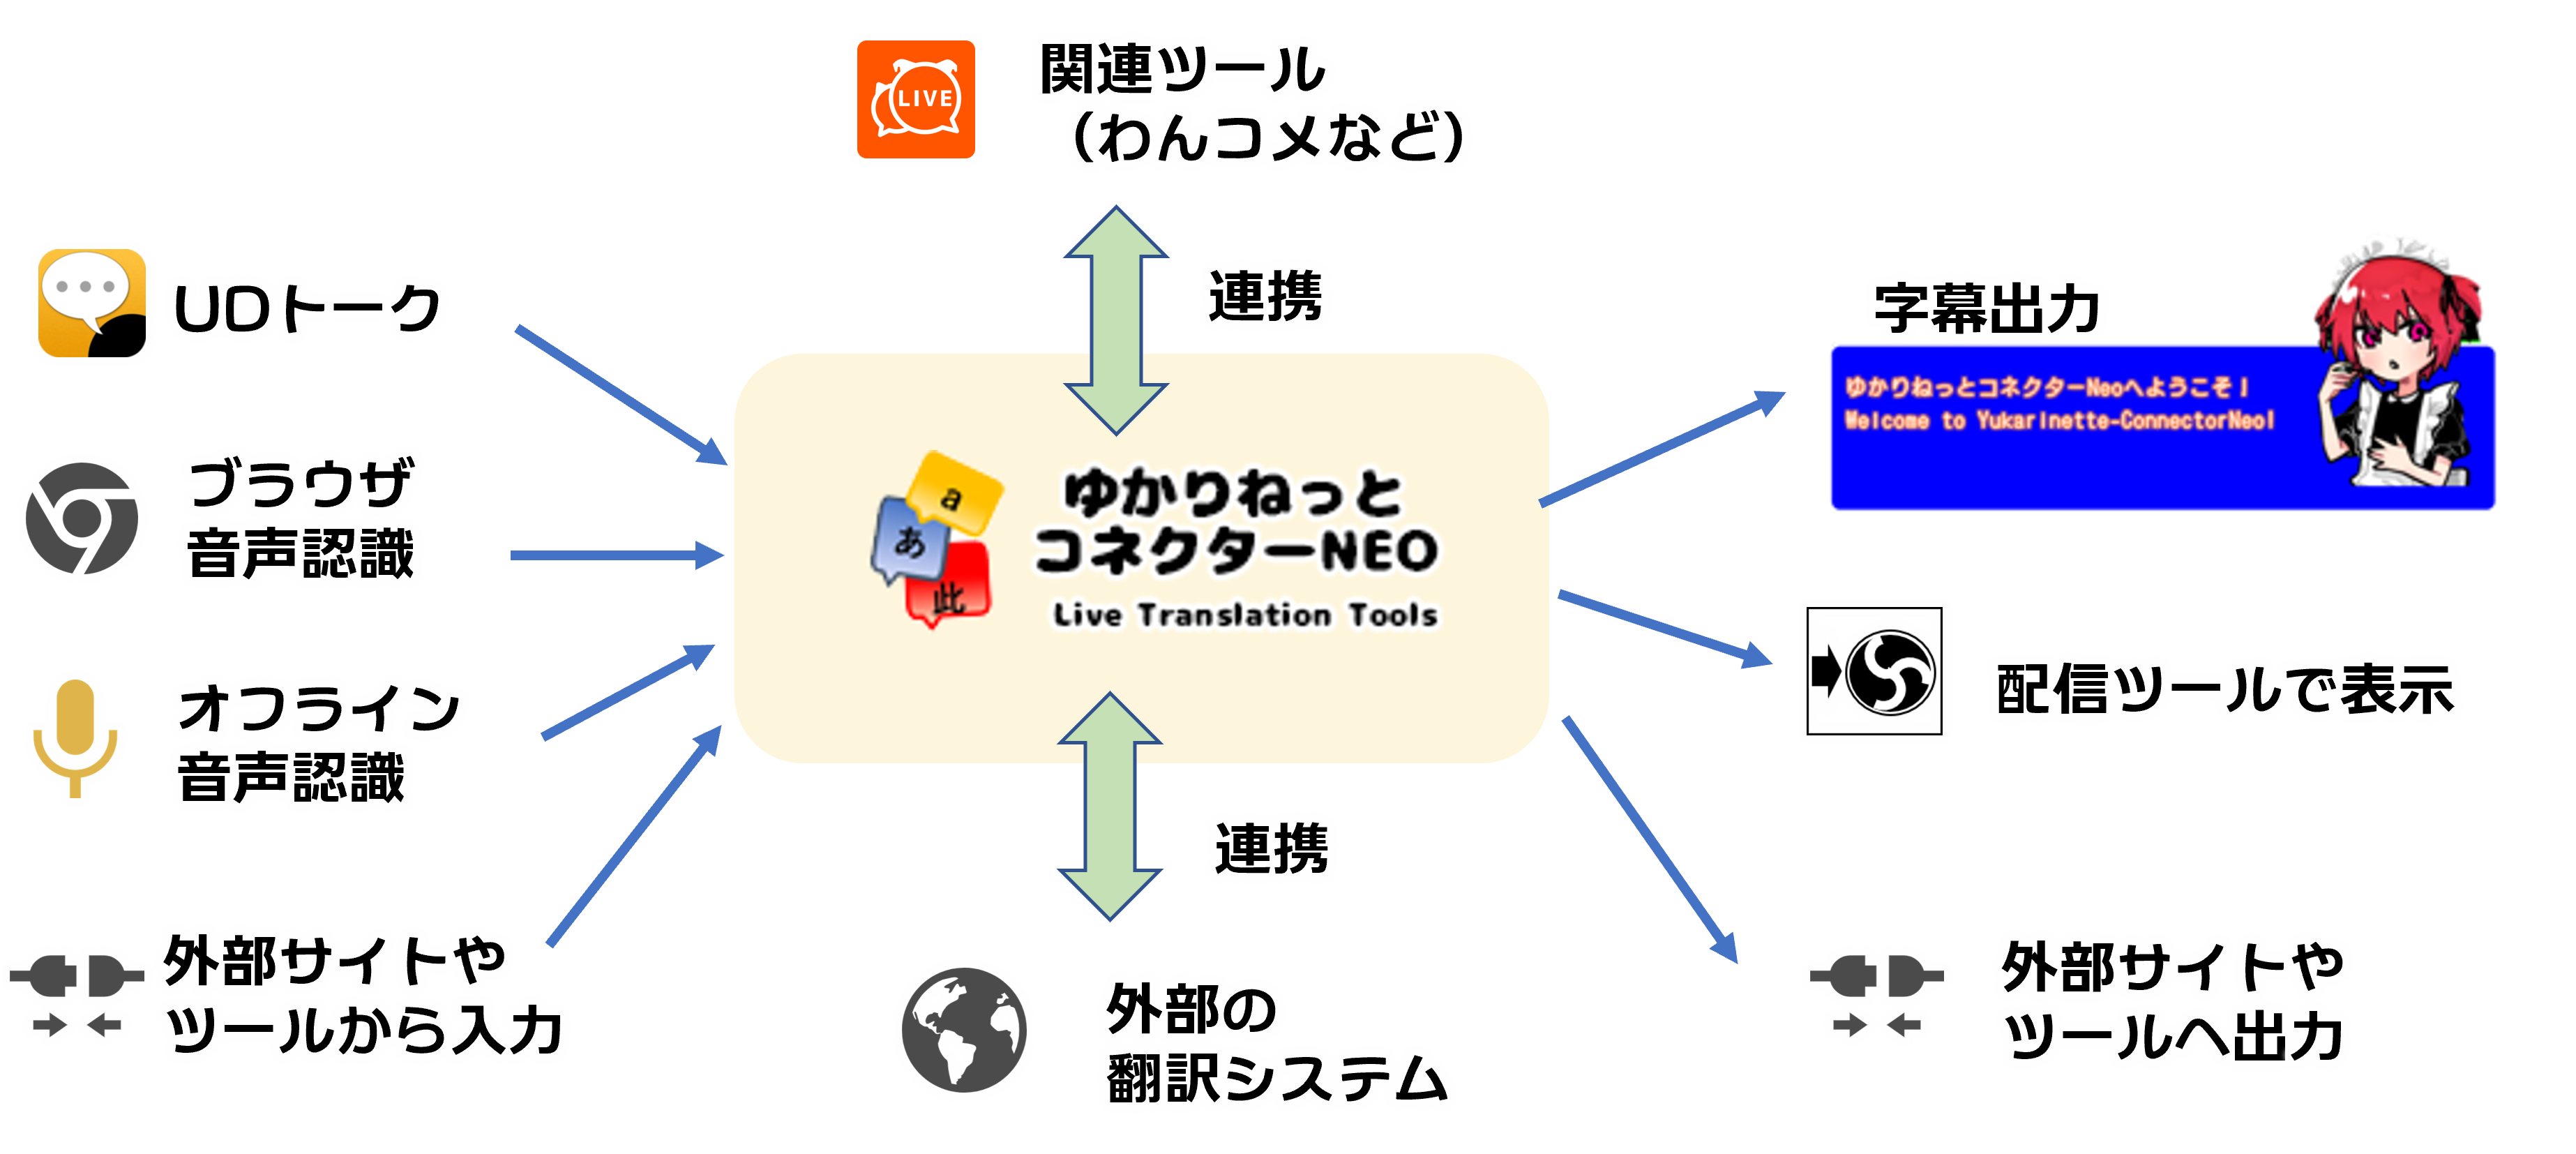 LIVE
関連ツール
（わんコメなど）
連携
UDトーク
ブラウザ
音声認識
オフライン
音声認識
外部サイトや
ツールから入力
a
あ
此
ゆかりねっと
コネクターNEO
Live Translation Tools
連携
外部の
翻訳システム
字幕出力
ゆかりねっとコネクターNeoへようこそ！
Welcome to Yukarinette-ConnectorNeo!
配信ツールで表示
外部サイトや
ツールへ出力